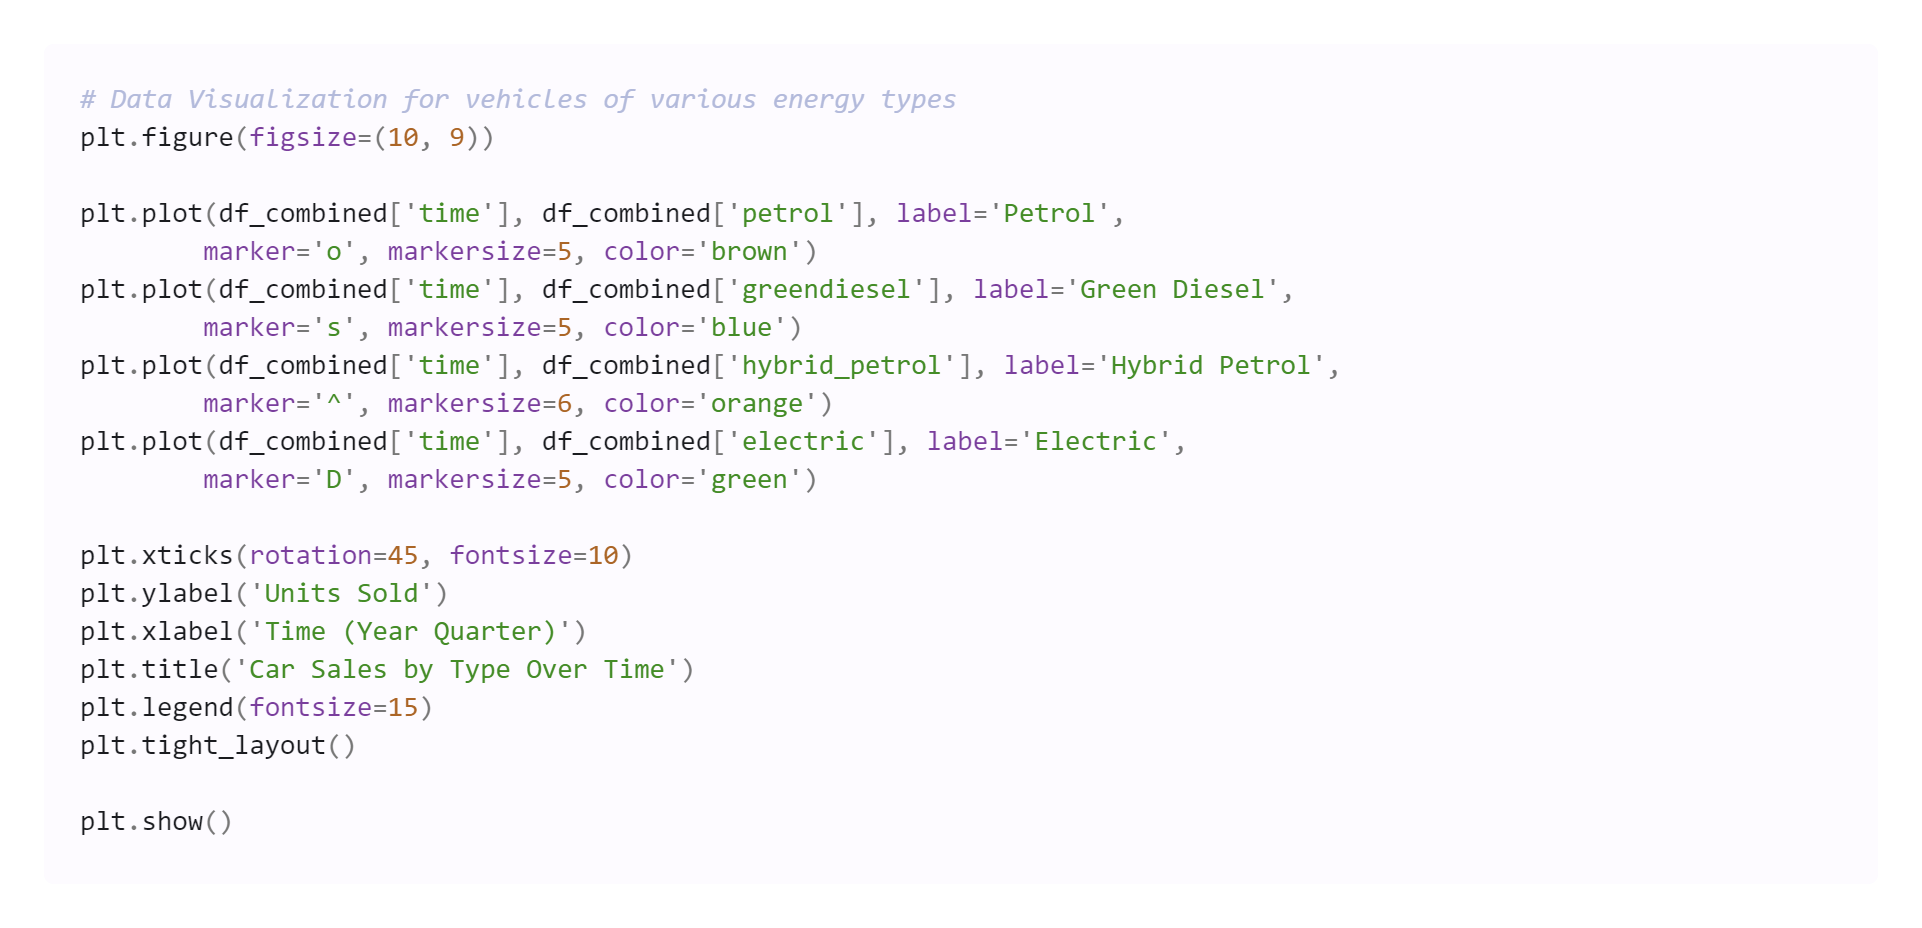 # Data Visualization for vehicles of various energy types
plt.figure(figsize=(10, 9))
plt.plot(df_combined['time'], df_combined['petrol'], label='Petrol',
        marker='o', markersize=5, color='brown')
plt.plot(df_combined['time'], df_combined['greendiesel'], label='Green Diesel',
        marker='s', markersize=5, color='blue')
plt.plot(df_combined['time'], df_combined['hybrid_petrol'], label='Hybrid Petrol',
        marker='^', markersize=6, color='orange')
plt.plot(df_combined['time'], df_combined['electric'], label='Electric',
        marker='D', markersize=5, color='green')
plt.xticks(rotation=45, fontsize=10)
plt.ylabel('Units Sold')
plt.xlabel('Time (Year Quarter)')
plt.title('Car Sales by Type Over Time')
plt.legend(fontsize=15)
plt.tight_layout()
plt.show()